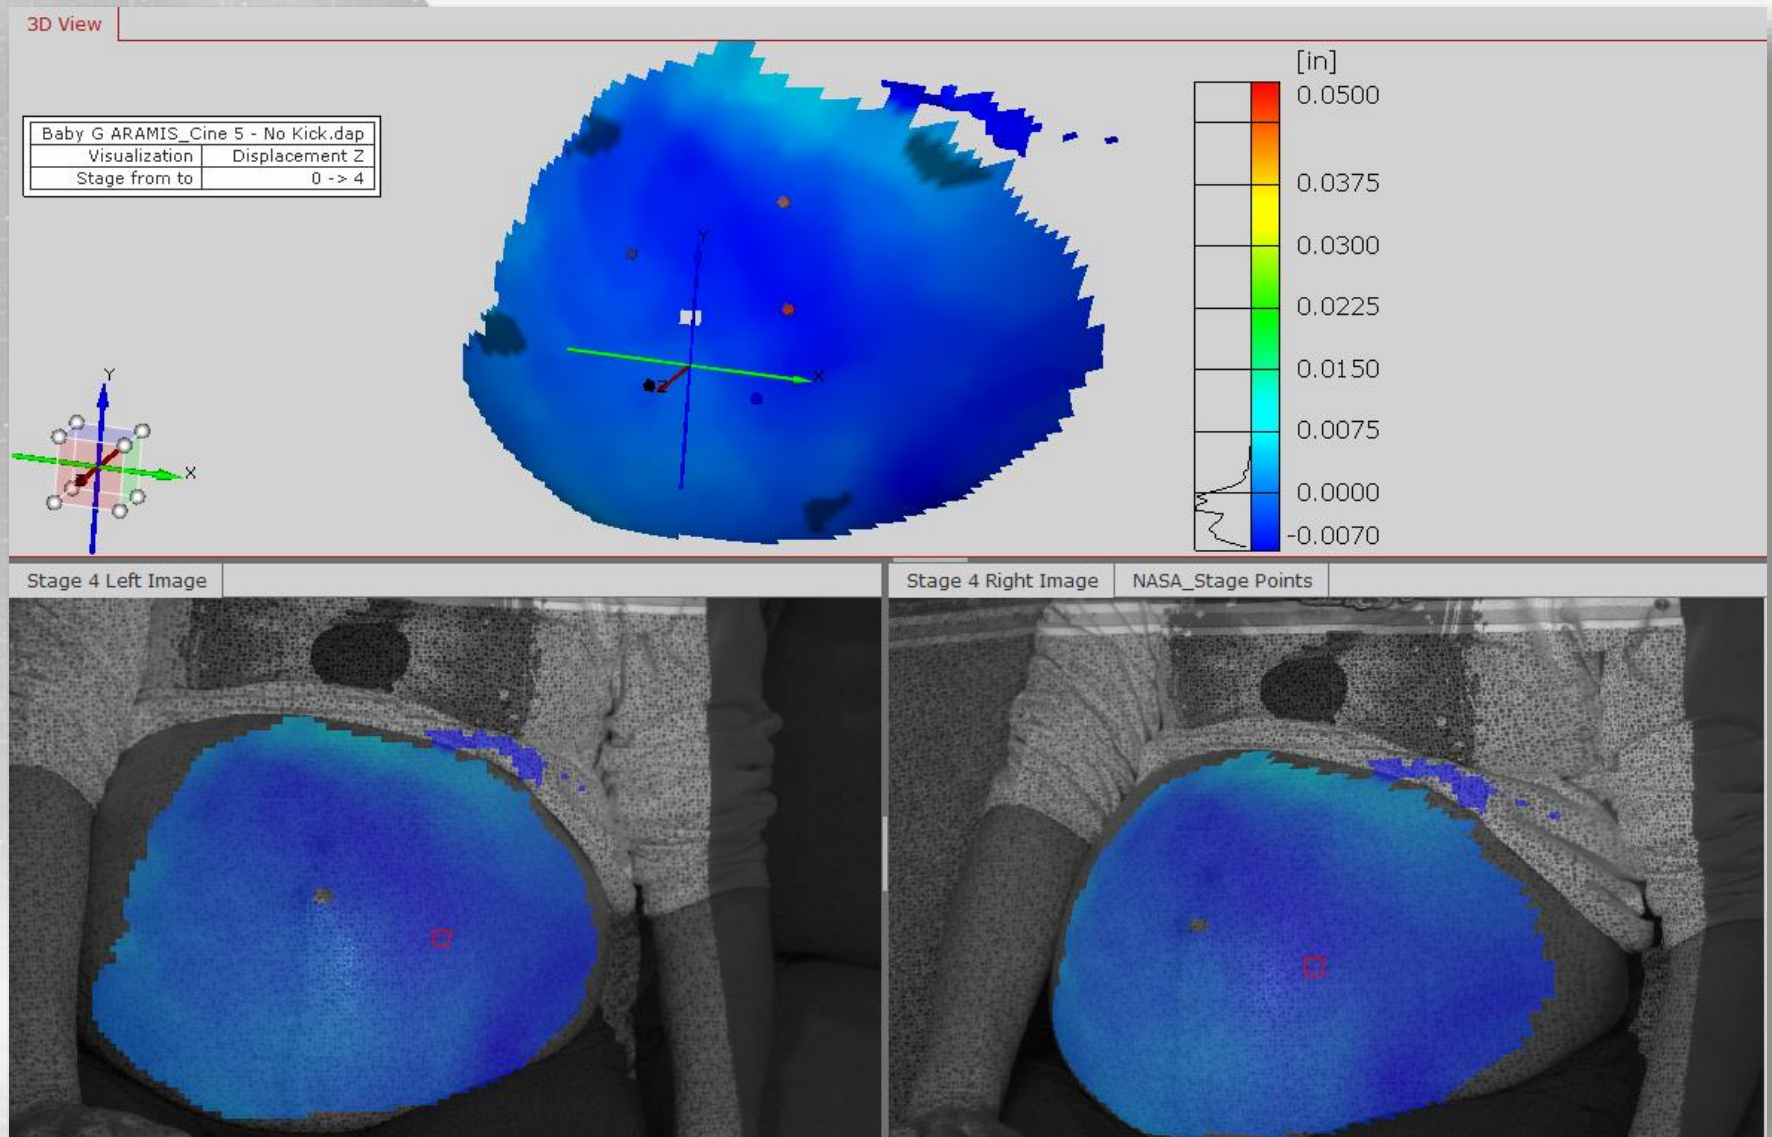 3D View
Baby G ARAMIS_Cine 5 - No Kick.dap
Visualization Displacement Z
Stage from to 0 -> 4
[in]
0.0500
0.0375
0.0300
0.0225
0.0150
0.0075
0.0000
-0.0070
Y
X
Z
Y
X
Z
Stage 4 Left Image
Stage 4 Right Image NASA_Stage Points